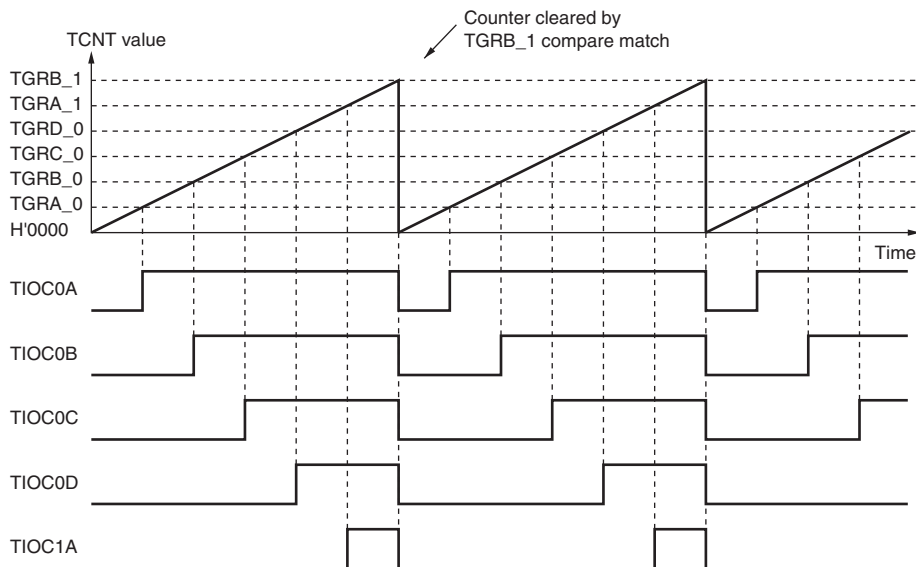 Counter cleared by
TGRB_1 compare match
TCNT value
TGRB_1
TGRA_1
TGRD_0
TGRC_0
TGRB_0
TGRA_0
H'0000
Time
TIOC0A
TIOC0B
TIOC0C
TIOC0D
TIOC1A